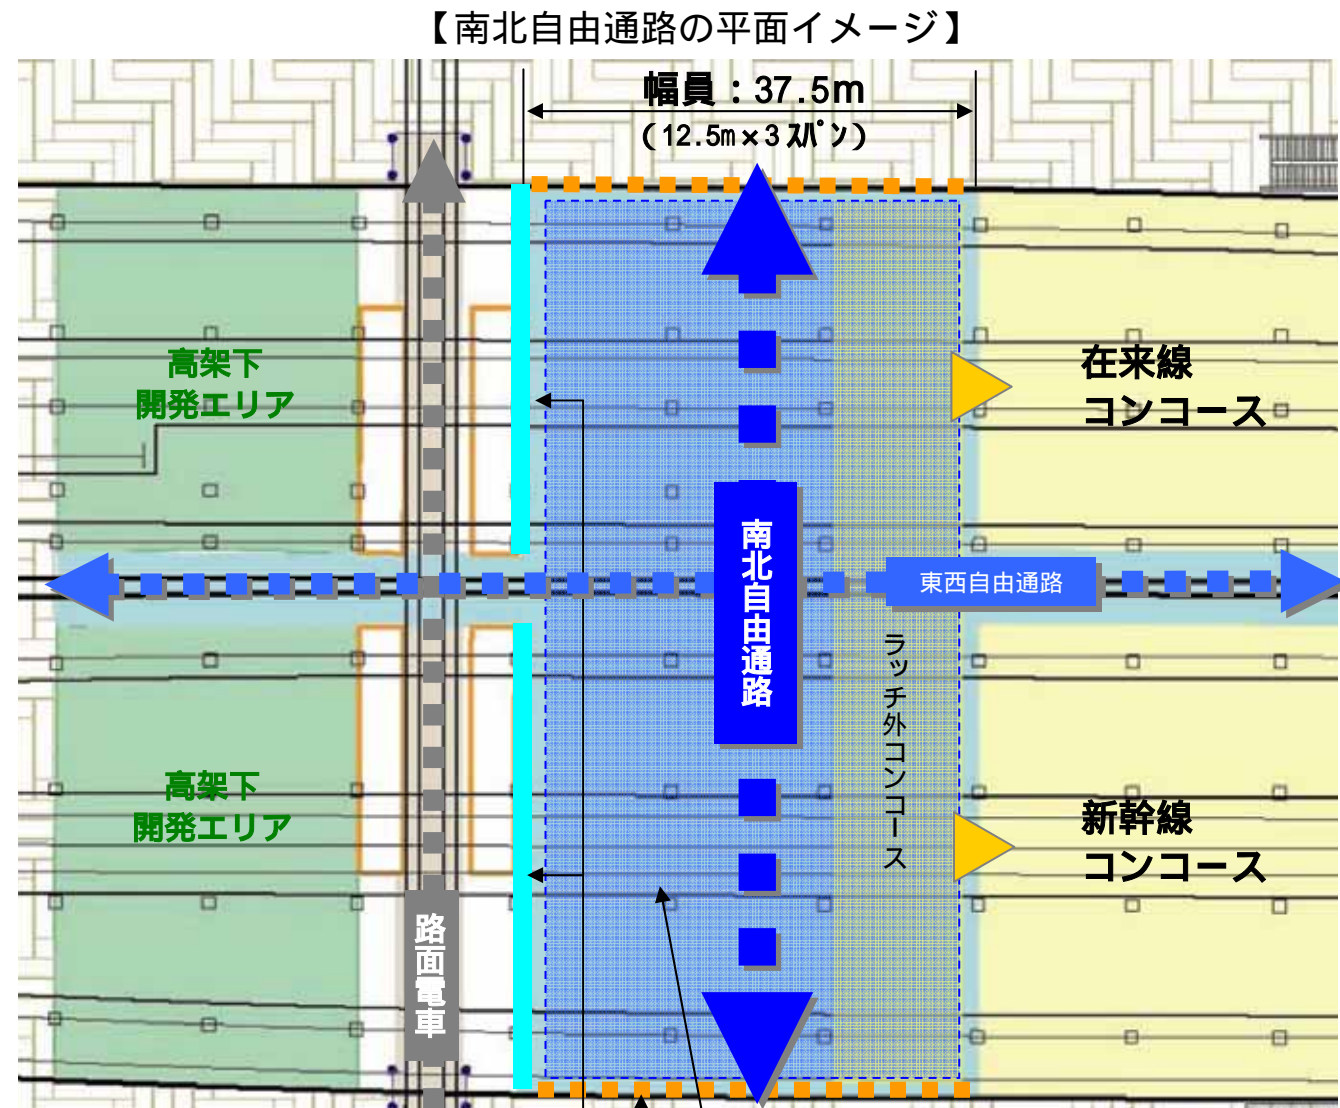 【南北自由通路の平面イメージ】
幅員：37.5m
（12.5m×3ｽﾊﾟﾝ）
高架下
開発エリア
在来線
コンコース
南北自由通路
東西自由通路
ラッチ外コンコース
高架下
開発エリア
新幹線
コンコース
路面電車